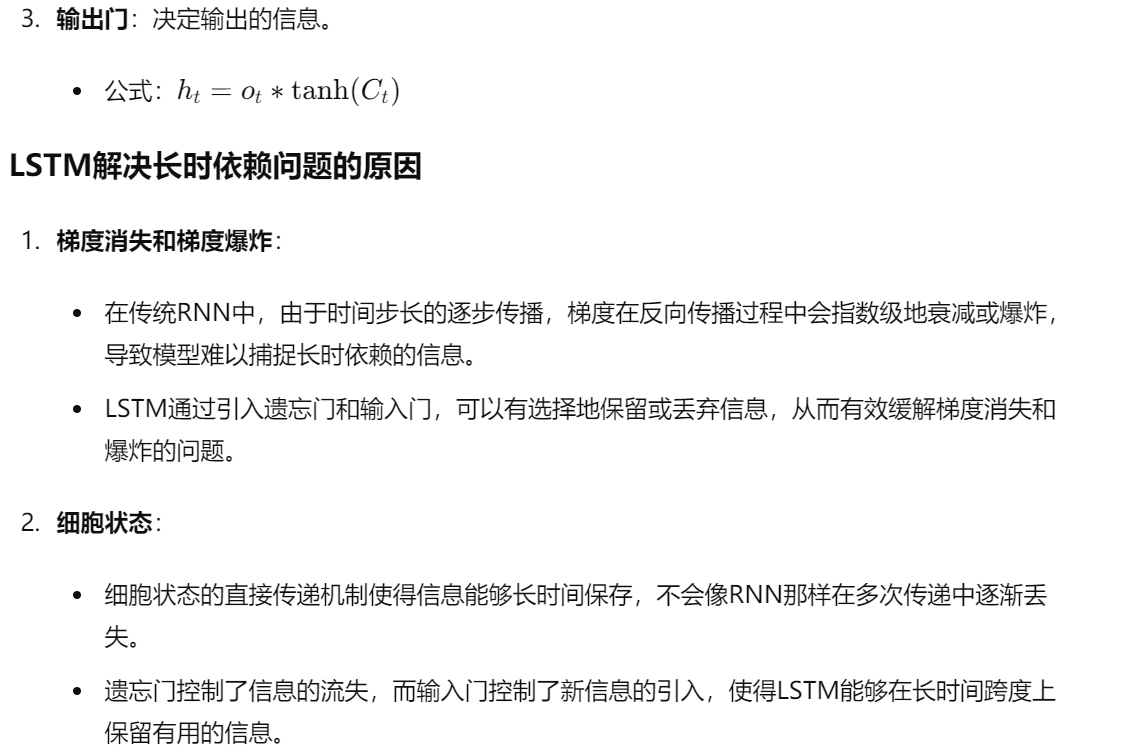 3. 输出门：决定输出的信息。
• 公式：h_t = o_t * tanh(C_t)
LSTM解决长时依赖问题的原因
1. 梯度消失和梯度爆炸：
• 在传统RNN中，由于时间步长的逐步传播，梯度在反向传播过程中会指数级地衰减或爆炸，
导致模型难以捕捉长时依赖的信息。
• LSTM通过引入遗忘门和输入门，可以有选择地保留或丢弃信息，从而有效缓解梯度消失和
爆炸的问题。
2. 细胞状态：
• 细胞状态的直接传递机制使得信息能够长时间保存，不会像RNN那样在多次传递中逐渐丢
失。
• 遗忘门控制了信息的流失，而输入门控制了新信息的引入，使得LSTM能够在长时间跨度上
保留有用的信息。